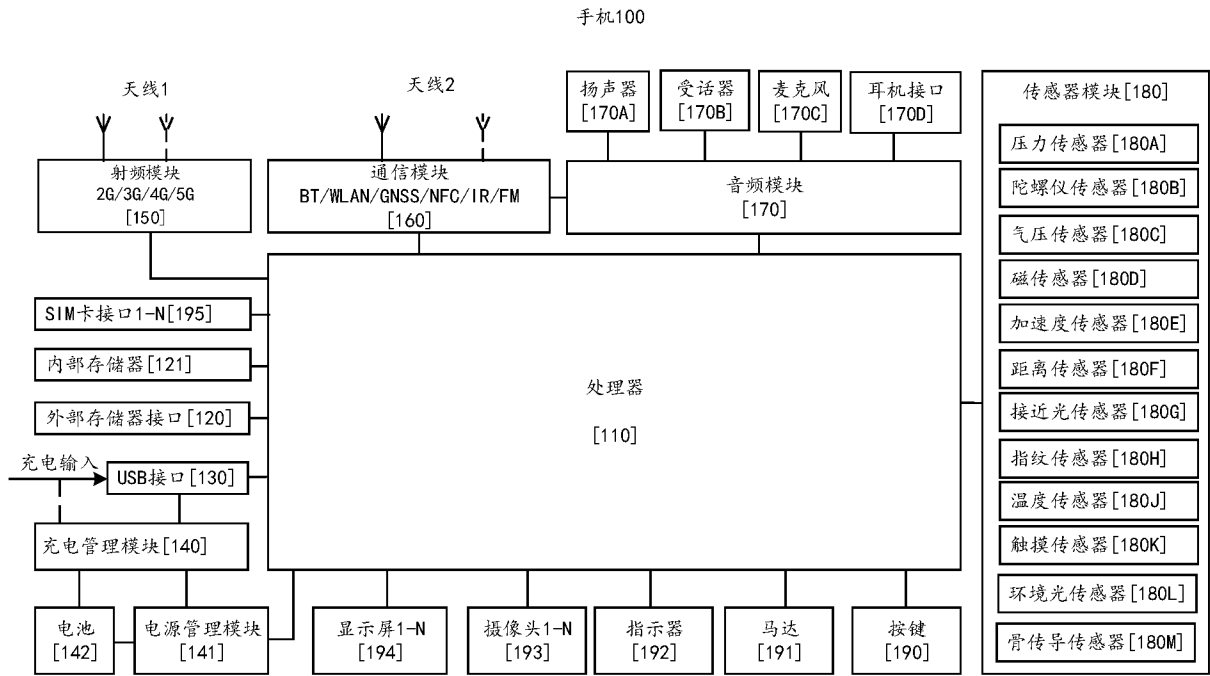 手机100
天线1
天线2
扬声器
[170A]
受话器
[170B]
麦克风
[170C]
耳机接口
[170D]
射频模块
2G/3G/4G/5G
[150]
通信模块
BT/WLAN/GNSS/NFC/IR/FM
[160]
音频模块
[170]
传感器模块[180]
压力传感器[180A]
陀螺仪传感器[180B]
气压传感器[180C]
磁传感器[180D]
加速度传感器[180E]
距离传感器[180F]
接近光传感器[180G]
指纹传感器[180H]
温度传感器[180J]
触摸传感器[180K]
环境光传感器[180L]
骨传导传感器[180M]
SIM卡接口1-N[195]
内部存储器[121]
外部存储器接口[120]
充电输入
USB接口[130]
充电管理模块[140]
处理器
[110]
电池
[142]
电源管理模块
[141]
显示屏1-N
[194]
摄像头1-N
[193]
指示器
[192]
马达
[191]
按键
[190]